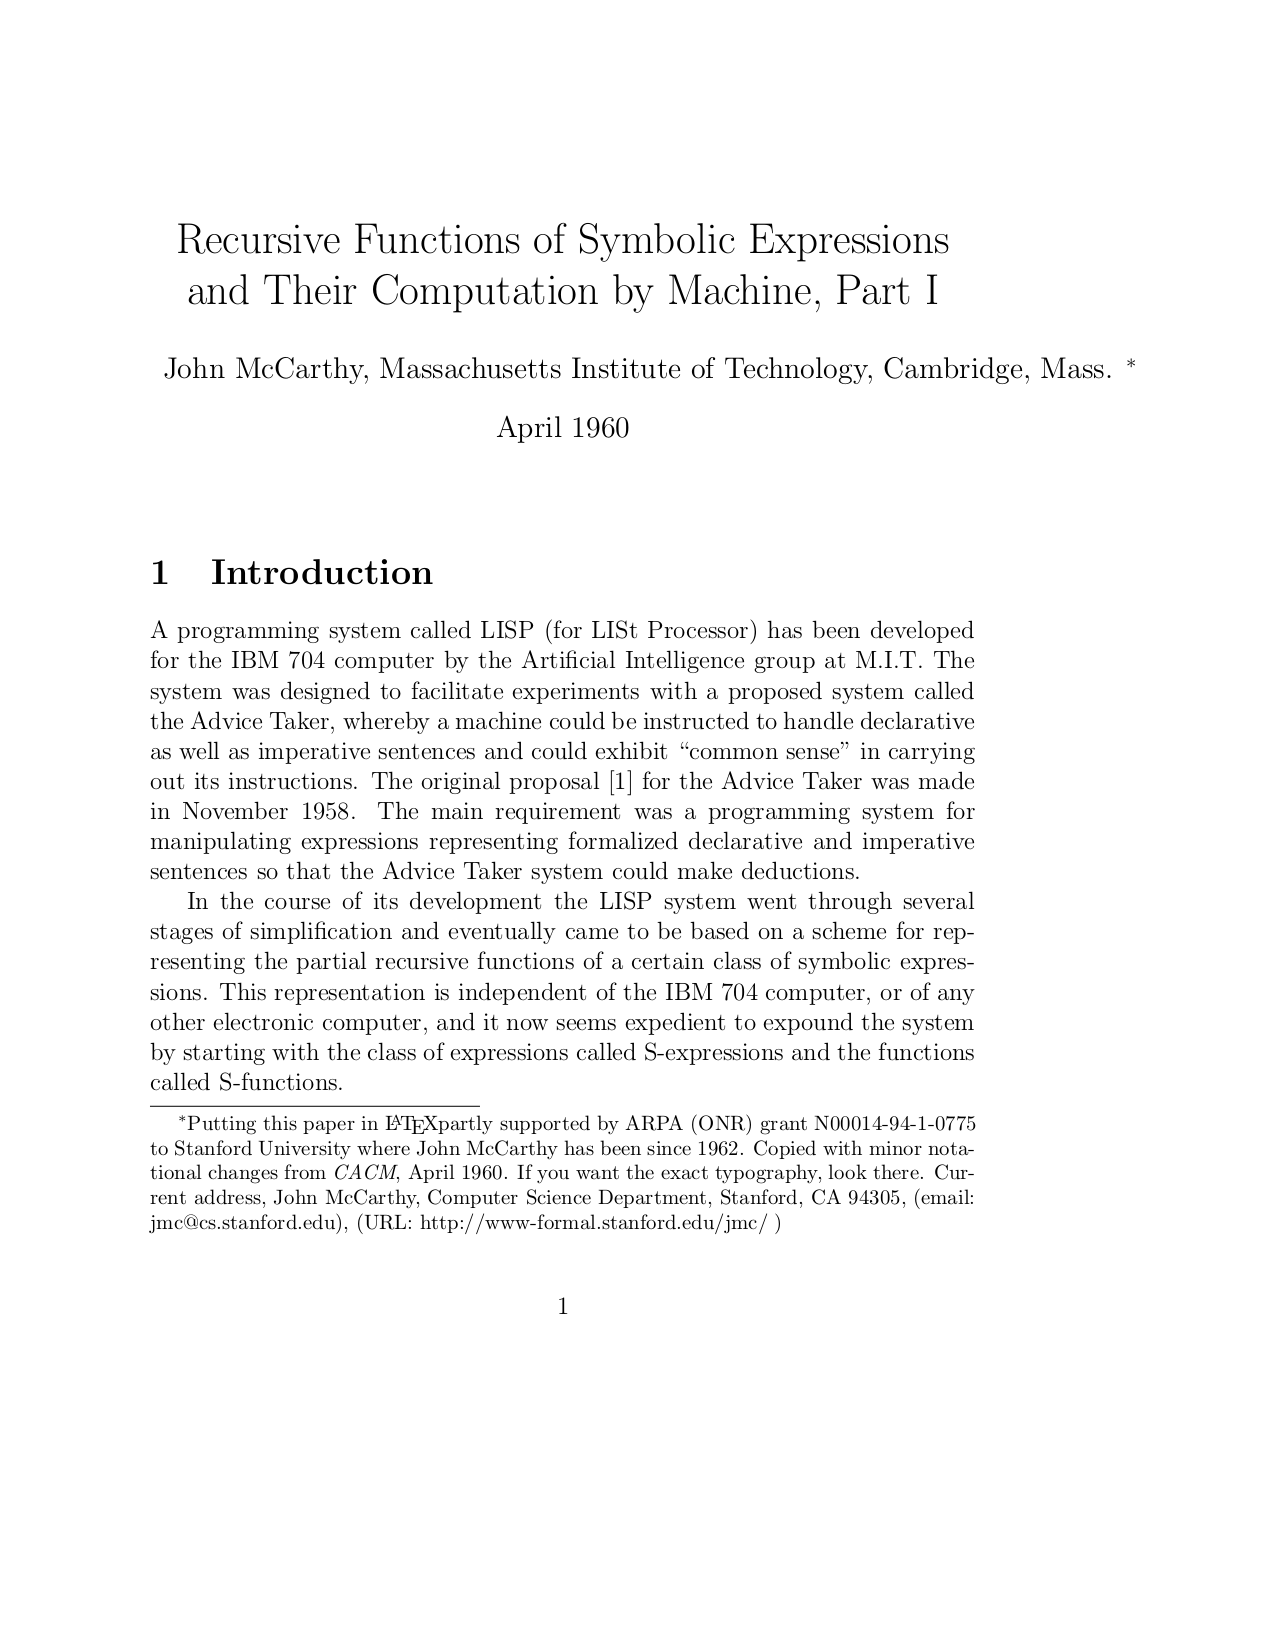 Recursive Functions of Symbolic Expressions
and Their Computation by Machine, Part I
John McCarthy, Massachusetts Institute of Technology, Cambridge, Mass. *
April 1960
1 Introduction
A programming system called LISP (for LISt Processor) has been developed
for the IBM 704 computer by the Artificial Intelligence group at M.I.T. The
system was designed to facilitate experiments with a proposed system called
the Advice Taker, whereby a machine could be instructed to handle declarative
as well as imperative sentences and could exhibit “common sense” in carrying
out its instructions. The original proposal [1] for the Advice Taker was made
in November 1958. The main requirement was a programming system for
manipulating expressions representing formalized declarative and imperative
sentences so that the Advice Taker system could make deductions.
In the course of its development the LISP system went through several
stages of simplification and eventually came to be based on a scheme for rep-
resenting the partial recursive functions of a certain class of symbolic expres-
sions. This representation is independent of the IBM 704 computer, or of any
other electronic computer, and it now seems expedient to expound the system
by starting with the class of expressions called S-expressions and the functions
called S-functions.
*Putting this paper in LATEXpartly supported by ARPA (ONR) grant N00014-94-1-0775
to Stanford University where John McCarthy has been since 1962. Copied with minor nota-
tional changes from CACM, April 1960. If you want the exact typography, look there. Cur-
rent address, John McCarthy, Computer Science Department, Stanford, CA 94305, (email:
jmc@cs.stanford.edu), (URL: http://www-formal.stanford.edu/jmc/ )
1